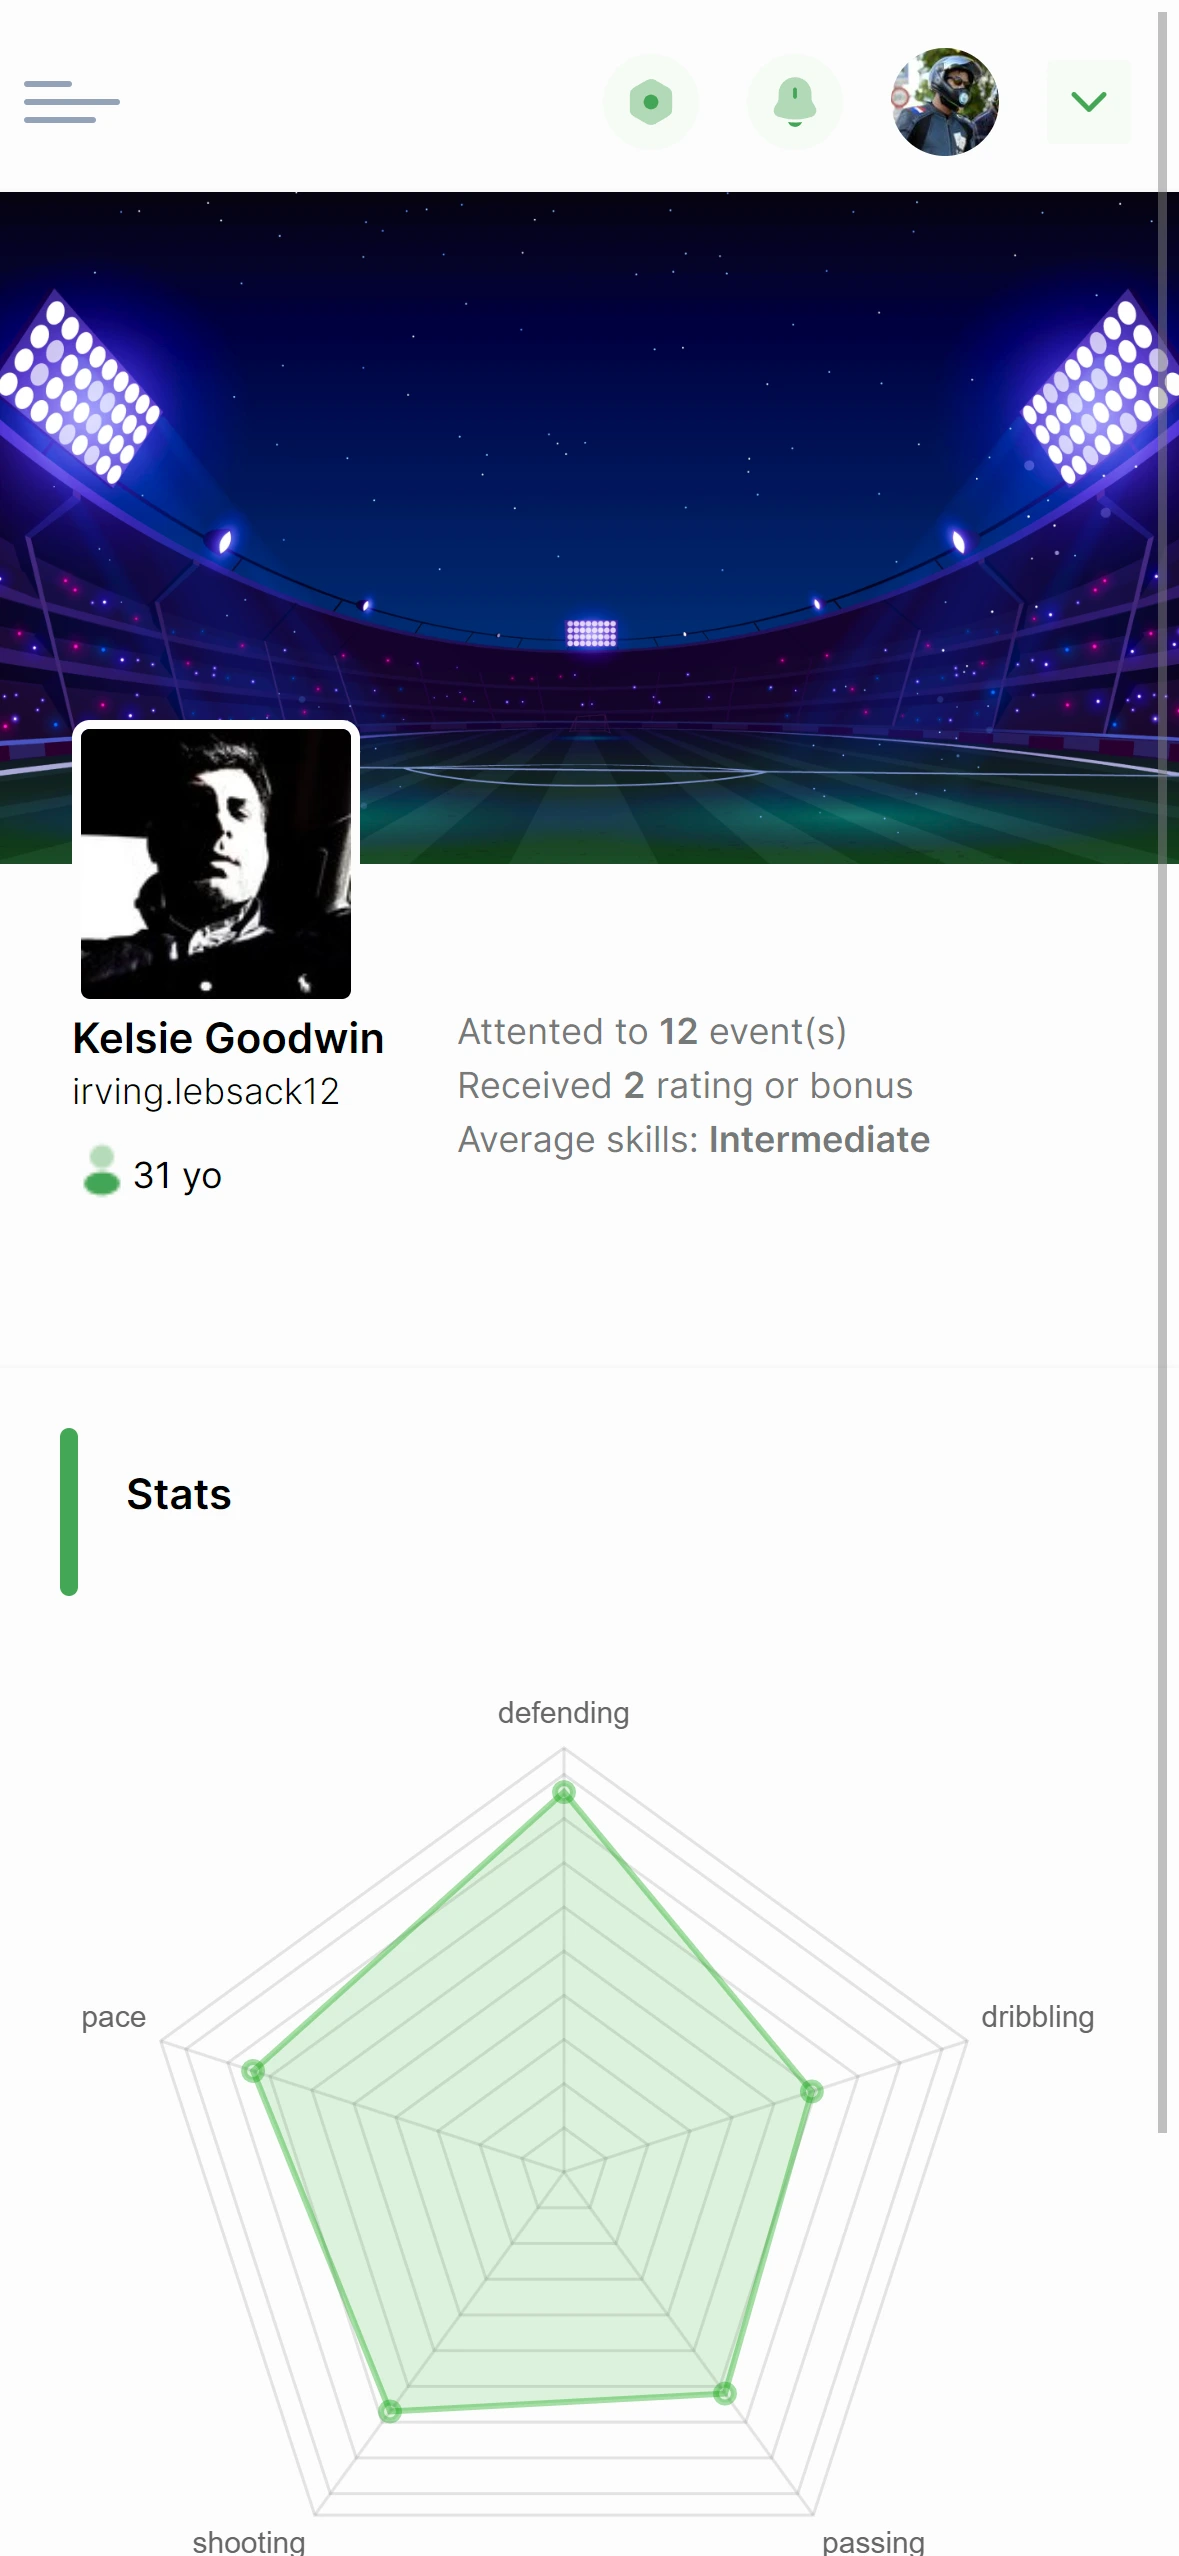 Kelsie Goodwin
irving.lebsack12
31 yo
Attented to 12 event(s)
Received 2 rating or bonus
Average skills: Intermediate
Stats
defending
pace
dribbling
shooting
passing